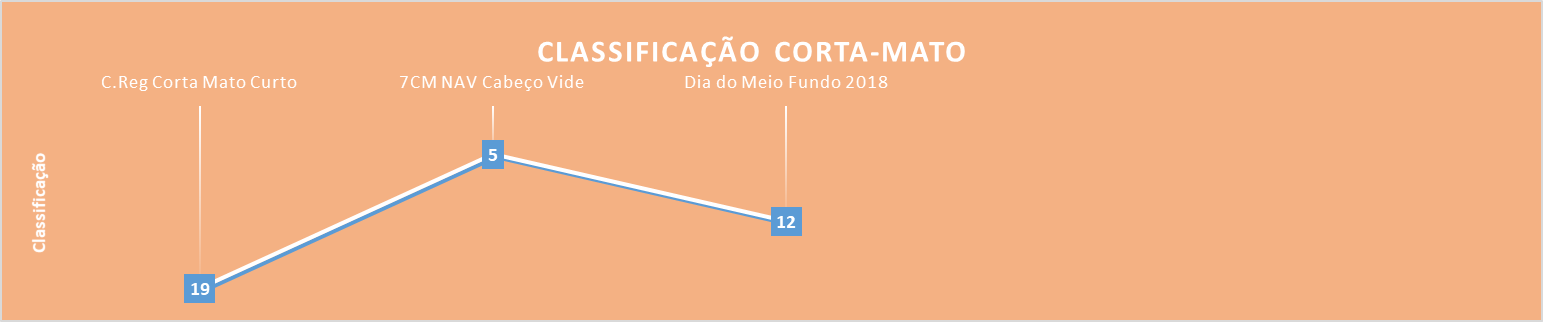 CLASSIFICAÇÃO CORTA-MATO
C.Reg Corta Mato Curto
7CM NAV Cabeço Vide
Dia do Meio Fundo 2018
Classificação
19
5
12